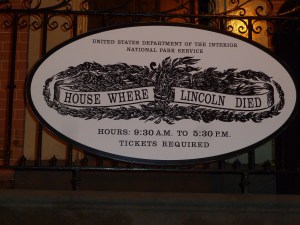 UNITED STATES DEPARTMENT OF THE INTERIOR
NATIONAL PARK SERVICE
HOUSE WHERE LINCOLN DIED
HOURS: 9:30 A.M. TO 5:30 P.M.
TICKETS REQUIRED